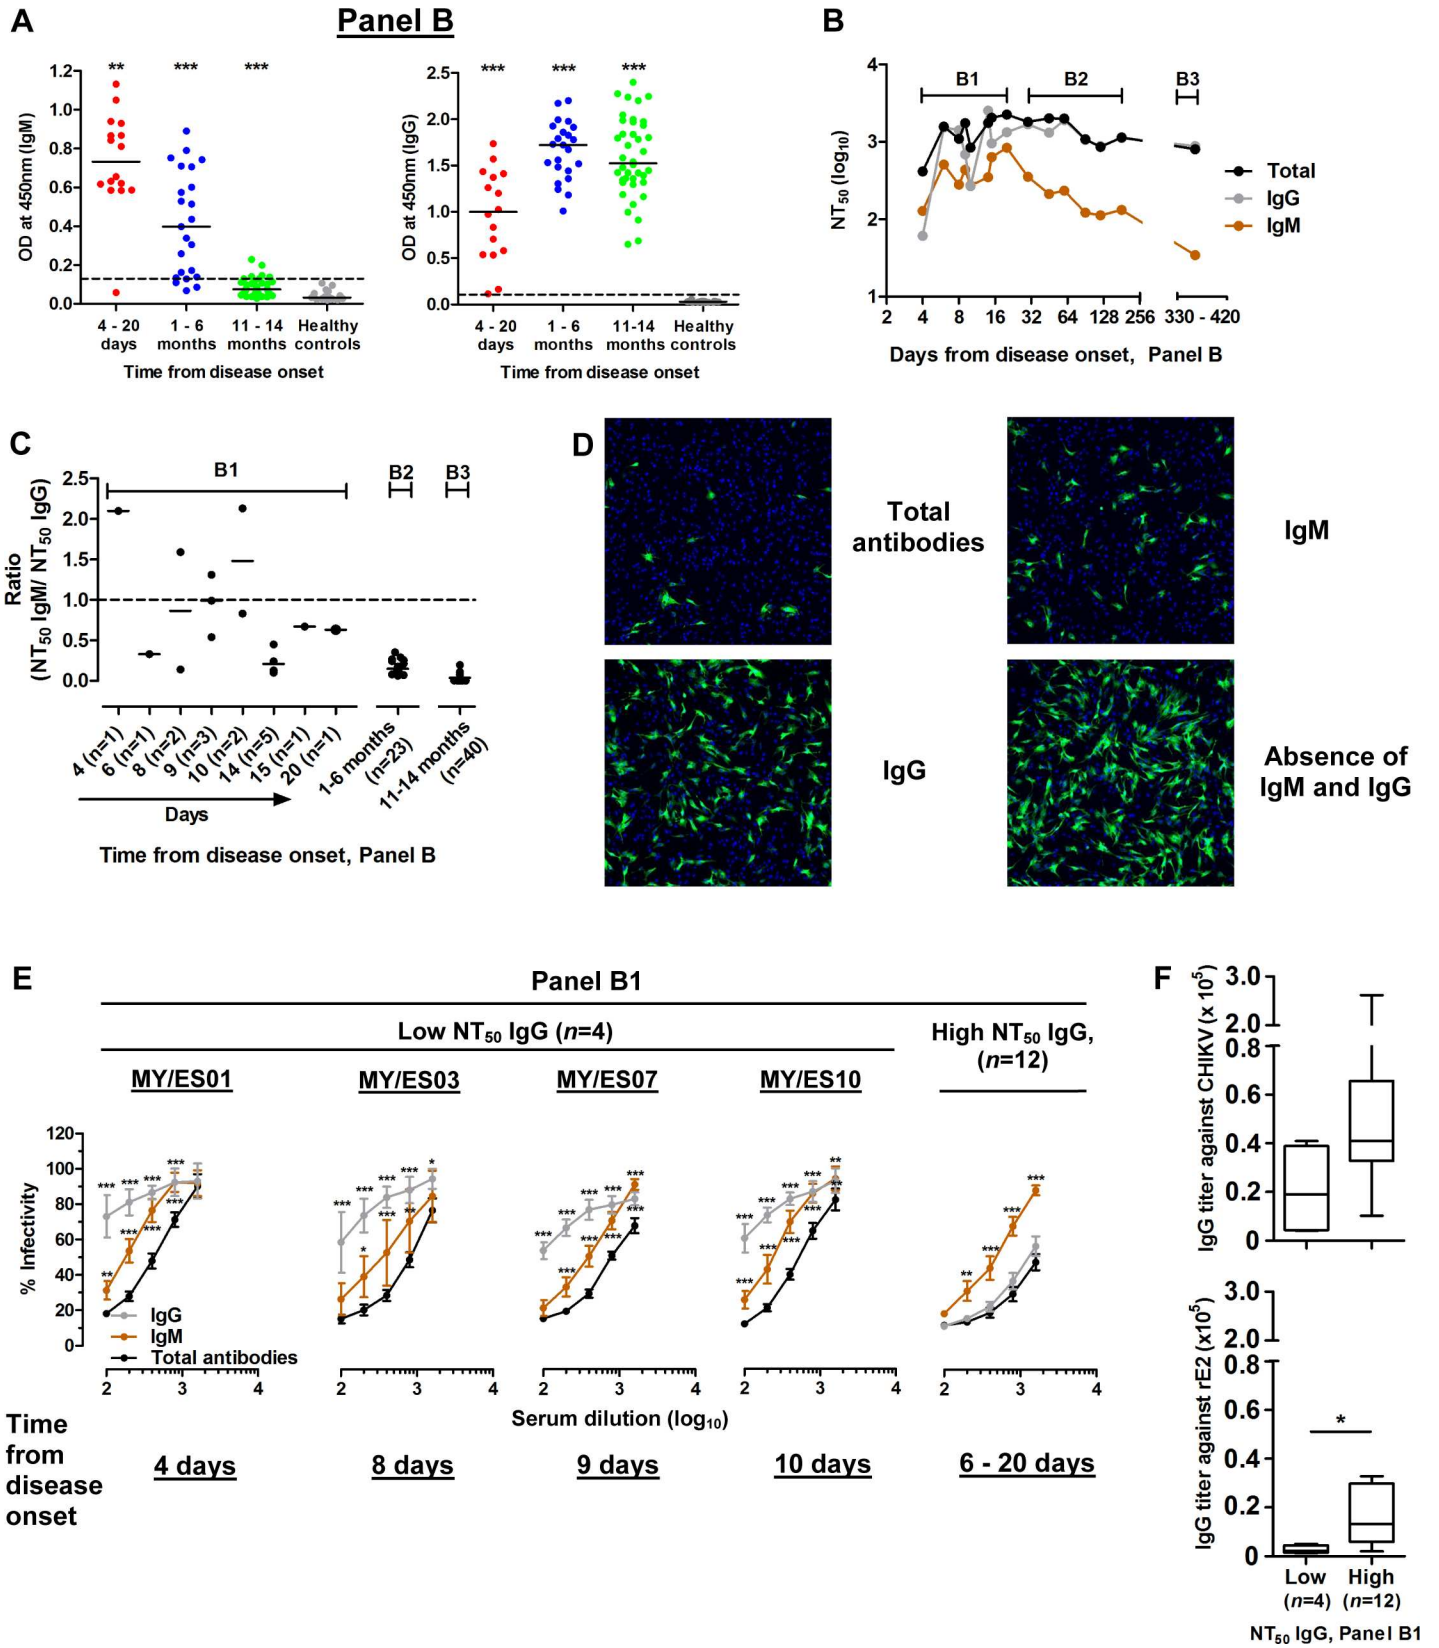 A
Panel B
B
** *** ***
1.2
1.0
0.8
0.6
0.4
0.2
0.0
OD at 450nm (IgM)
4 - 20 days
1 - 6 months
11 - 14 months
Healthy controls
Time from disease onset
*** *** ***
2.5
2.0
1.5
1.0
0.5
0.0
OD at 450nm (IgG)
4 - 20 days
1 - 6 months
11-14 months
Healthy controls
Time from disease onset
4
3
2
1
NT50 (log10)
B1 B2 B3
Total
IgG
IgM
2 4 8 16 32 64 128 256 330 - 420
Days from disease onset, Panel B
C
B1 B2 B3
2.5
2.0
1.5
1.0
0.5
0.0
Ratio
(NT50 IgM/ NT50 IgG)
4 (n=1)
6 (n=1)
8 (n=2)
9 (n=3)
10 (n=2)
14 (n=5)
15 (n=1)
20 (n=1)
1-6 months
(n=23)
11-14 months
(n=40)
Days
Time from disease onset, Panel B
D
Total
antibodies
IgM
IgG
Absence of
IgM and IgG
E
Panel B1
Low NT50 IgG (n=4)
High NT50 IgG,
(n=12)
MY/ES01 MY/ES03 MY/ES07 MY/ES10
120
100
80
60
40
20
0
% Infectivity
*** *** *** *** ** *** *** ***
*** *** *** *** * * *** **
*** *** *** *** *** *** *** ***
*** *** *** *** ** *** *** *** *** **
** *** *** ***
IgG
IgM
Total antibodies
2 3 4 2 3 4 2 3 4 2 3 4 2 3 4
Serum dilution (log10)
Time
from
disease
onset
4 days 8 days 9 days 10 days 6 - 20 days
F
3.0
2.0
0.8
0.6
0.4
0.2
0
IgG titer against CHIKV (x 10^5)
3.0
2.0
0.8
0.6
0.4
0.2
0
IgG titer against rE2 (x10^5)
*
Low High
(n=4) (n=12)
NT50 IgG, Panel B1